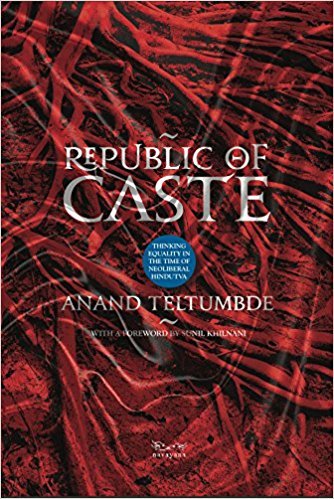 REPUBLIC OF
CASTE
THINKING
EQUALITY IN
THE TIME OF
NEOLIBERAL
HINDUTVA
ANAND TELTUMBDE
WITH A FOREWORD BY SUNIL KHILNANI
navayana